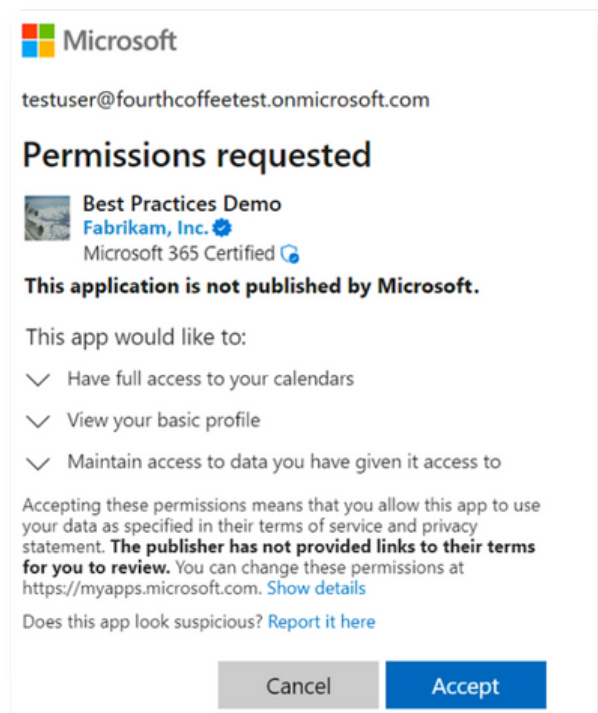 Microsoft
testuser@fourthcoffeetest.onmicrosoft.com
Permissions requested
Best Practices Demo
Fabrikam, Inc.
Microsoft 365 Certified
This application is not published by Microsoft.
This app would like to:
Have full access to your calendars
View your basic profile
Maintain access to data you have given it access to
Accepting these permissions means that you allow this app to use
your data as specified in their terms of service and privacy
statement. The publisher has not provided links to their terms
for you to review. You can change these permissions at
https://myapps.microsoft.com. Show details
Does this app look suspicious? Report it here
Cancel
Accept